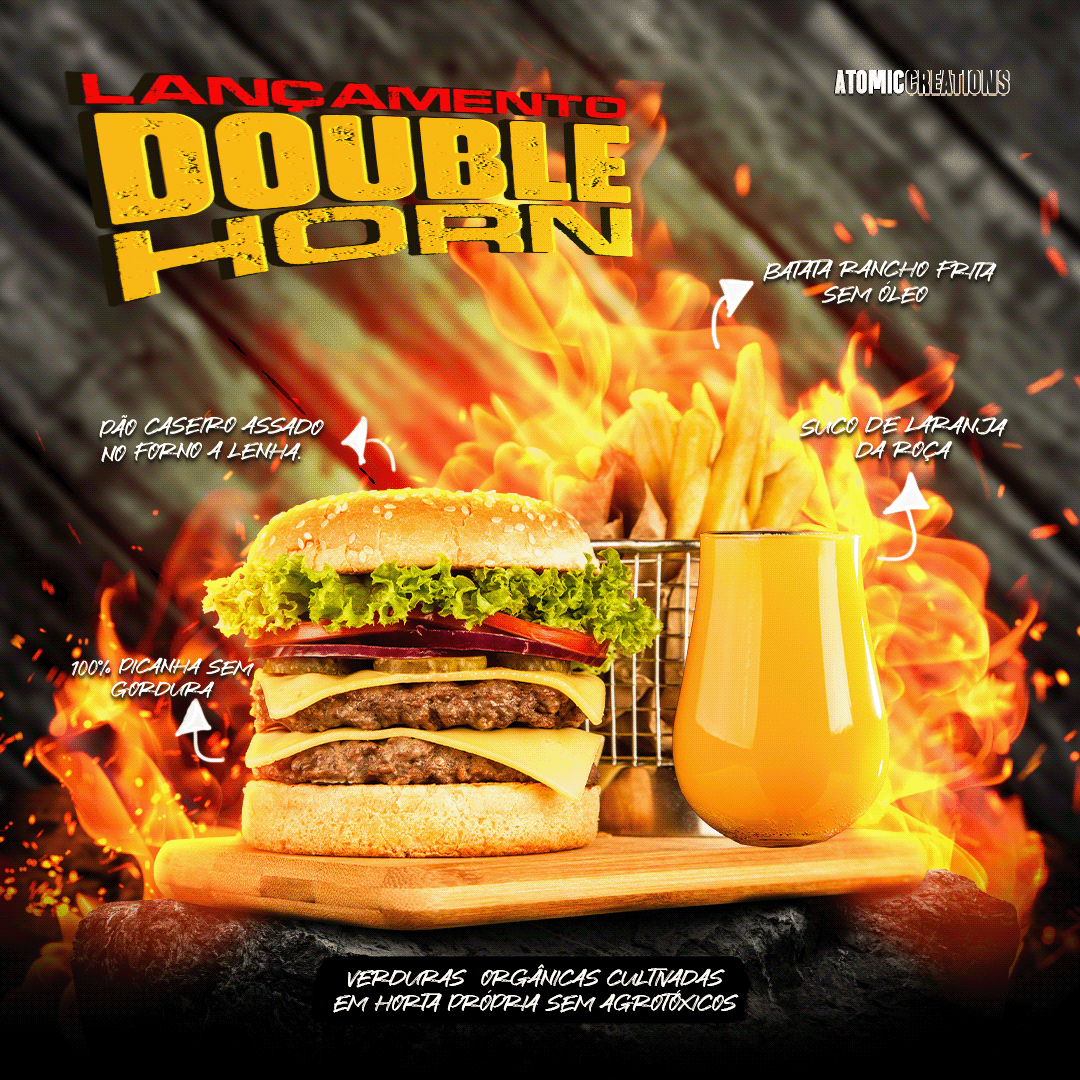 LANÇAMENTO
DOUBLE
HORN
ATOMICCREATIONS
BATATA RANCHO FRITA
SEM ÓLEO
PÃO CASEIRO ASSADO
NO FORNO A LENHA.
SUCO DE LARANJA
DA ROÇA
100% PICANHA SEM
GORDURA
VERDURAS ORGÂNICAS CULTIVADAS
EM HORTA PRÓPRIA SEM AGROTÓXICOS